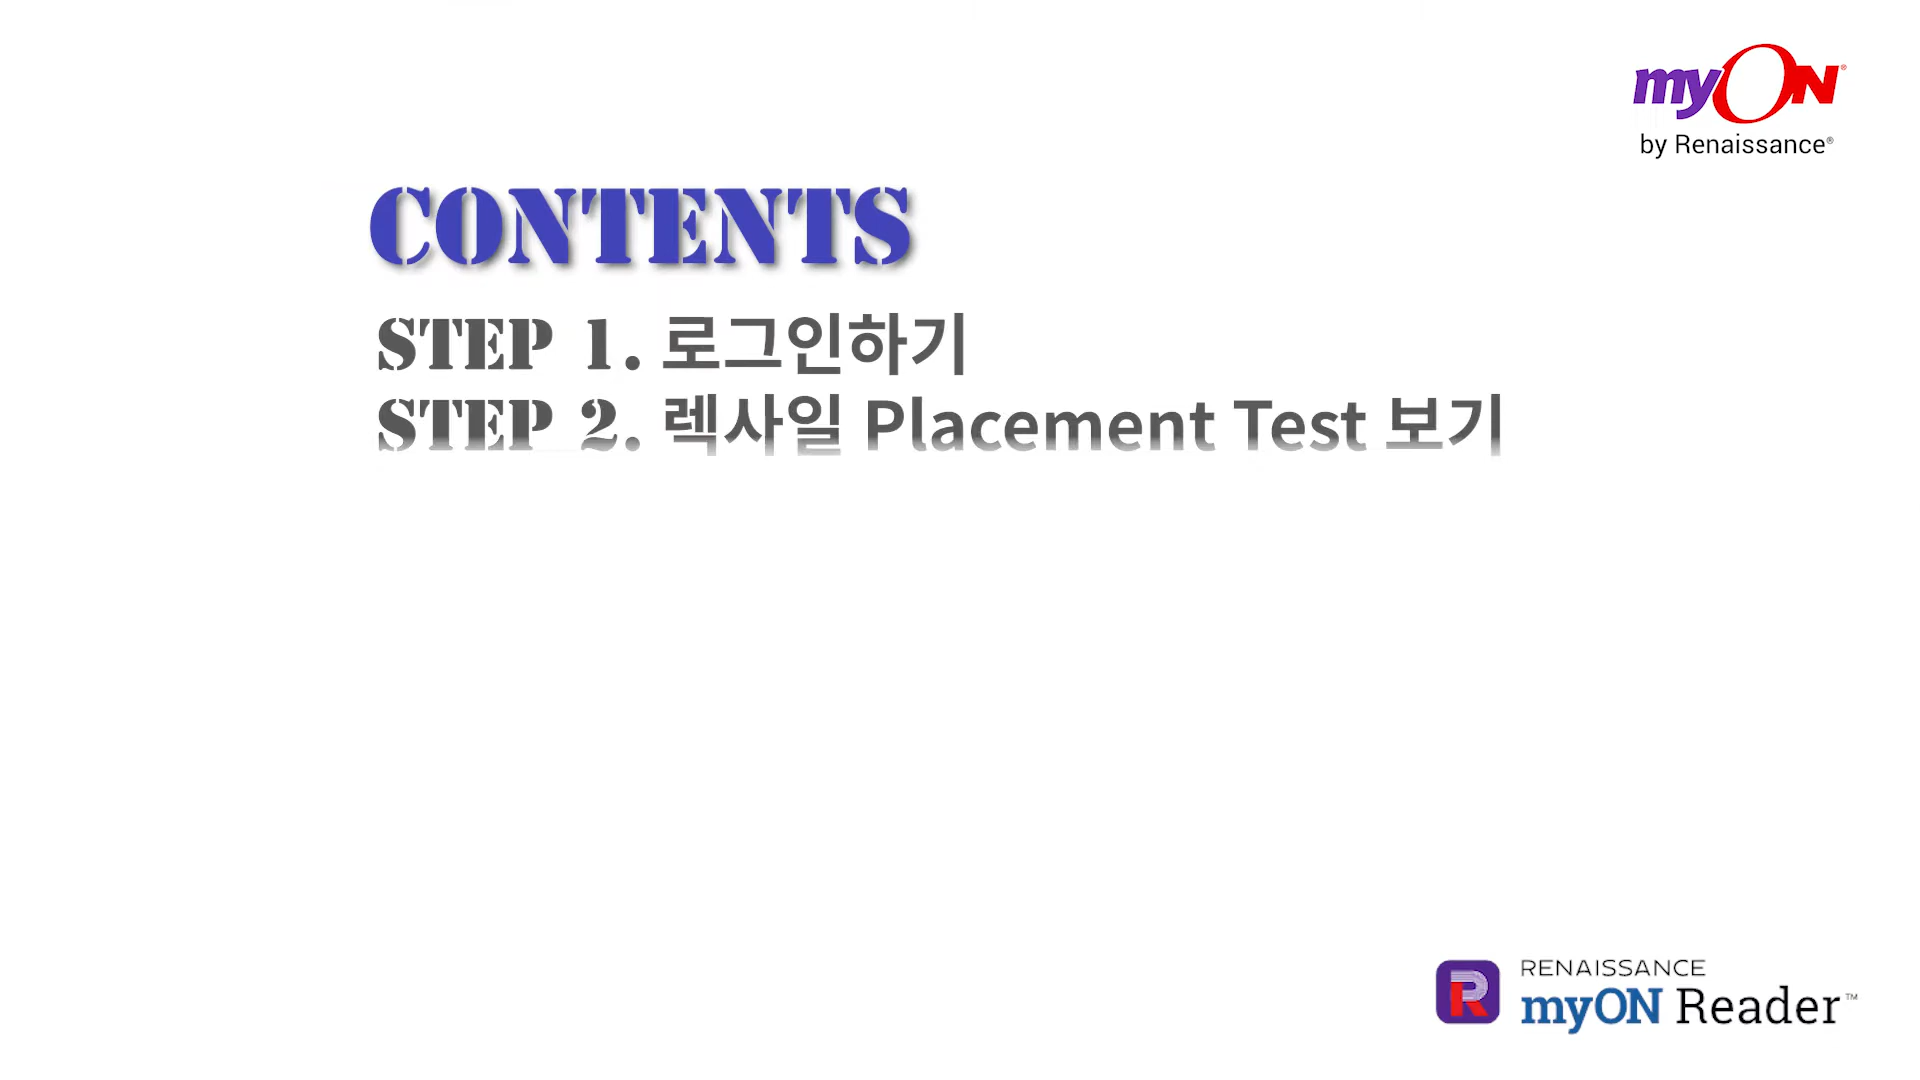 myON®
by Renaissance®
CONTENTS
STEP 1. 로그인하기
STEP 2. 렉사일 Placement Test 보기
RENAISSANCE
myON Reader™